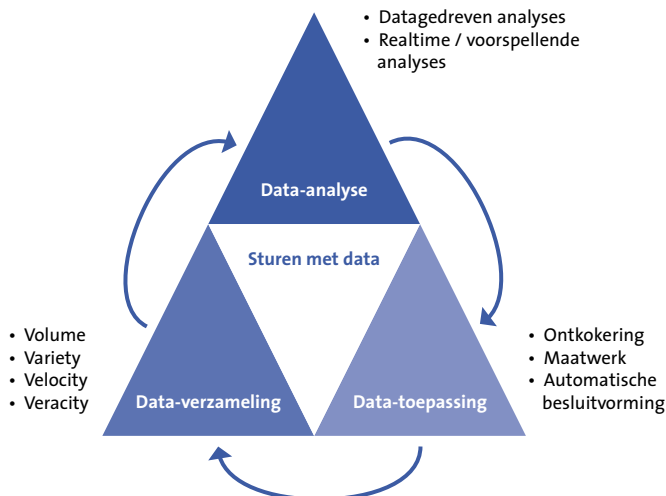 • Datagedreven analyses
• Realtime / voorspellende
analyses
Data-analyse
Sturen met data
• Volume
• Variety
• Velocity
• Veracity
Data-verzameling
Data-toepassing
• Ontkokering
• Maatwerk
• Automatische
besluitvorming